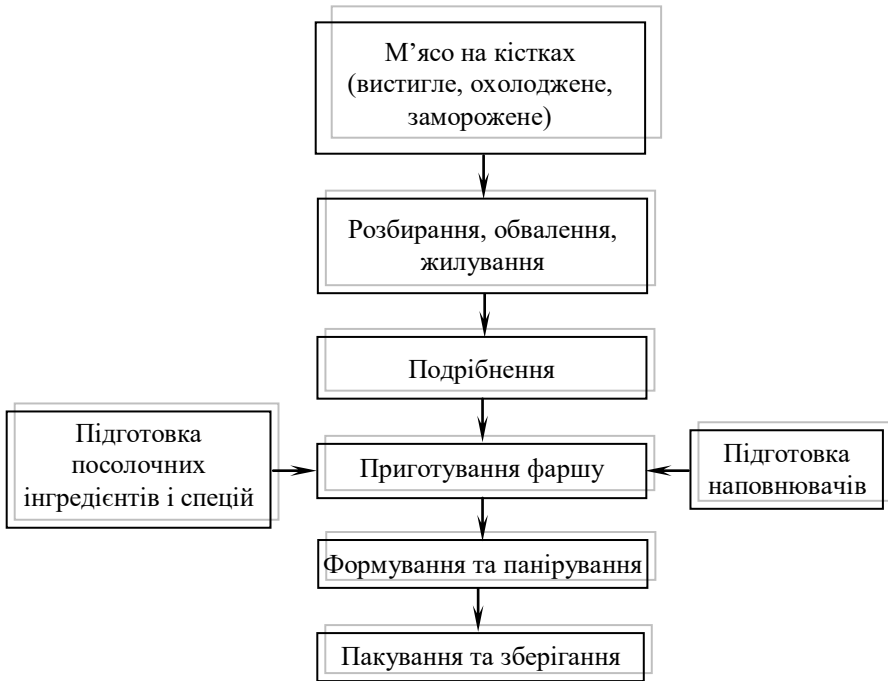 М’ясо на кістках
(вистигле, охолоджене,
заморожене)
Розбирання, обвалення,
жилування
Подрібнення
Підготовка
посолочних
інгредієнтів і спецій
Приготування фаршу
Підготовка
наповнювачів
Формування та панірування
Пакування та зберігання